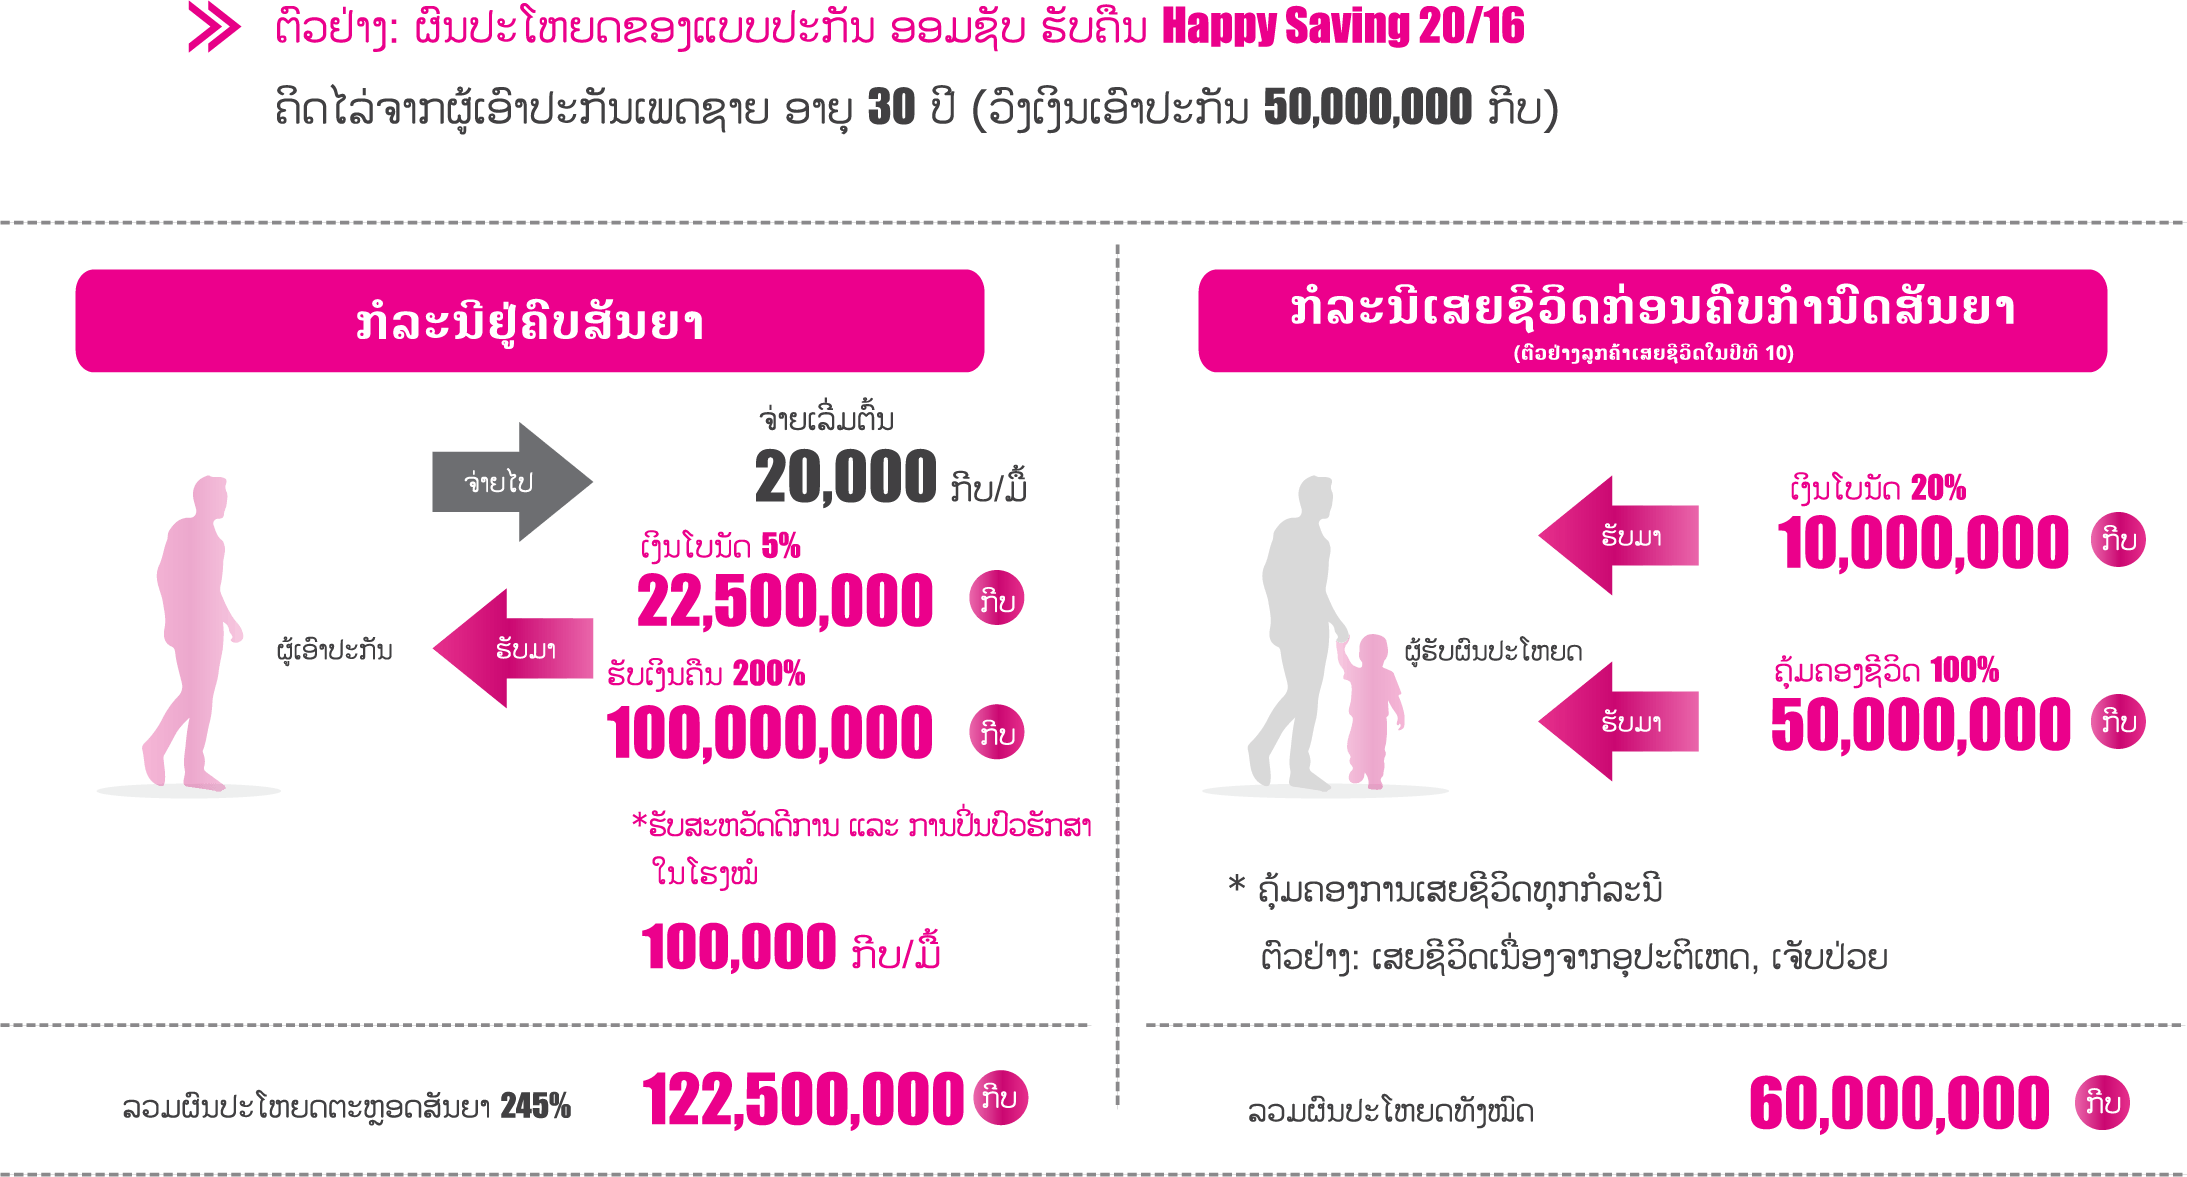 ຕົວຢ່າງ: ຜົນປະໂຫຍດຂອງແບບປະກັນ ອອມຊັບ ຮັບຄືນ Happy Saving 20/16
ຄິດໄລ່ຈາກຜູ້ເອົາປະກັນເພດຊາຍ ອາຍຸ 30 ປີ (ວົງເງິນເອົາປະກັນ 50,000,000 ກີບ)
ກໍລະນີຢູ່ຄົບສັນຍາ
ຈ່າຍເລີ່ມຕົ້ນ
ຈ່າຍໄປ
20,000 ກີບ/ມື້
ເງິນໂບນັດ 5%
22,500,000 ກີບ
ຜູ້ເອົາປະກັນ
ຮັບມາ
ຮັບເງິນຄືນ 200%
100,000,000 ກີບ
*ຮັບສະຫວັດດີການ ແລະ ການປິ່ນປົວຮັກສາ
ໃນໂຮງໝໍ
100,000 ກີບ/ມື້
ລວມຜົນປະໂຫຍດຕະຫຼອດສັນຍາ 245%
122,500,000 ກີບ
ກໍລະນີເສຍຊີວິດກ່ອນຄົບກຳນົດສັນຍາ
(ຕົວຢ່າງລູກຄ້າເສຍຊີວິດໃນປີທີ 10)
ເງິນໂບນັດ 20%
ຮັບມາ
10,000,000 ກີບ
ຜູ້ຮັບຜົນປະໂຫຍດ
ຄຸ້ມຄອງຊີວິດ 100%
ຮັບມາ
50,000,000 ກີບ
* ຄຸ້ມຄອງການເສຍຊີວິດທຸກກໍລະນີ
ຕົວຢ່າງ: ເສຍຊີວິດເນື່ອງຈາກອຸປະຕິເຫດ, ເຈັບປ່ວຍ
ລວມຜົນປະໂຫຍດທັງໝົດ
60,000,000 ກີບ